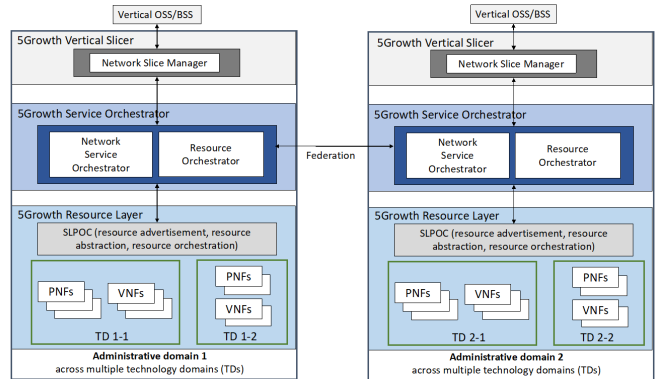 Vertical OSS/BSS
5Growth Vertical Slicer
Network Slice Manager
5Growth Service Orchestrator
Network
Service
Orchestrator
Resource
Orchestrator
5Growth Resource Layer
SLPOC (resource advertisement, resource
abstraction, resource orchestration)
PNFs
VNFs
TD 1-1
PNFs
VNFs
TD 1-2
Administrative domain 1
across multiple technology domains (TDs)
Federation
Vertical OSS/BSS
5Growth Vertical Slicer
Network Slice Manager
5Growth Service Orchestrator
Network
Service
Orchestrator
Resource
Orchestrator
5Growth Resource Layer
SLPOC (resource advertisement, resource
abstraction, resource orchestration)
PNFs
VNFs
TD 2-1
PNFs
VNFs
TD 2-2
Administrative domain 2
across multiple technology domains (TDs)